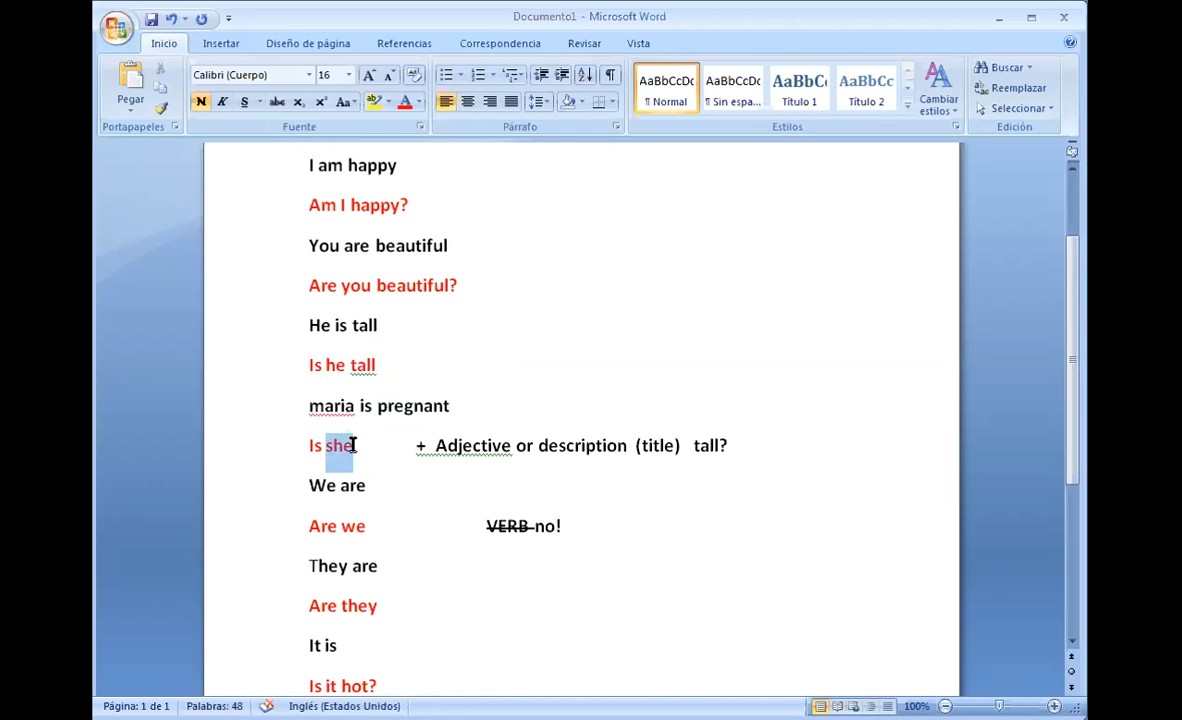 Documento1 - Microsoft Word
Inicio Insertar Diseño de página Referencias Correspondencia Revisar Vista
Pegar
Calibri (Cuerpo) 16
N K S abc x₂ x² Aa
AaBbCcDc AaBbCcDc AaBbC AaBbCc
¶ Normal ¶ Sin espa... Título 1 Título 2
Cambiar estilos
Buscar
Reemplazar
Seleccionar
Portapapeles Fuente Párrafo Estilos Edición
I am happy
Am I happy?
You are beautiful
Are you beautiful?
He is tall
Is he tall
maria is pregnant
Is she + Adjective or description (title) tall?
We are
Are we VERB no!
They are
Are they
It is
Is it hot?
Página: 1 de 1 Palabras: 48 Inglés (Estados Unidos) 100%